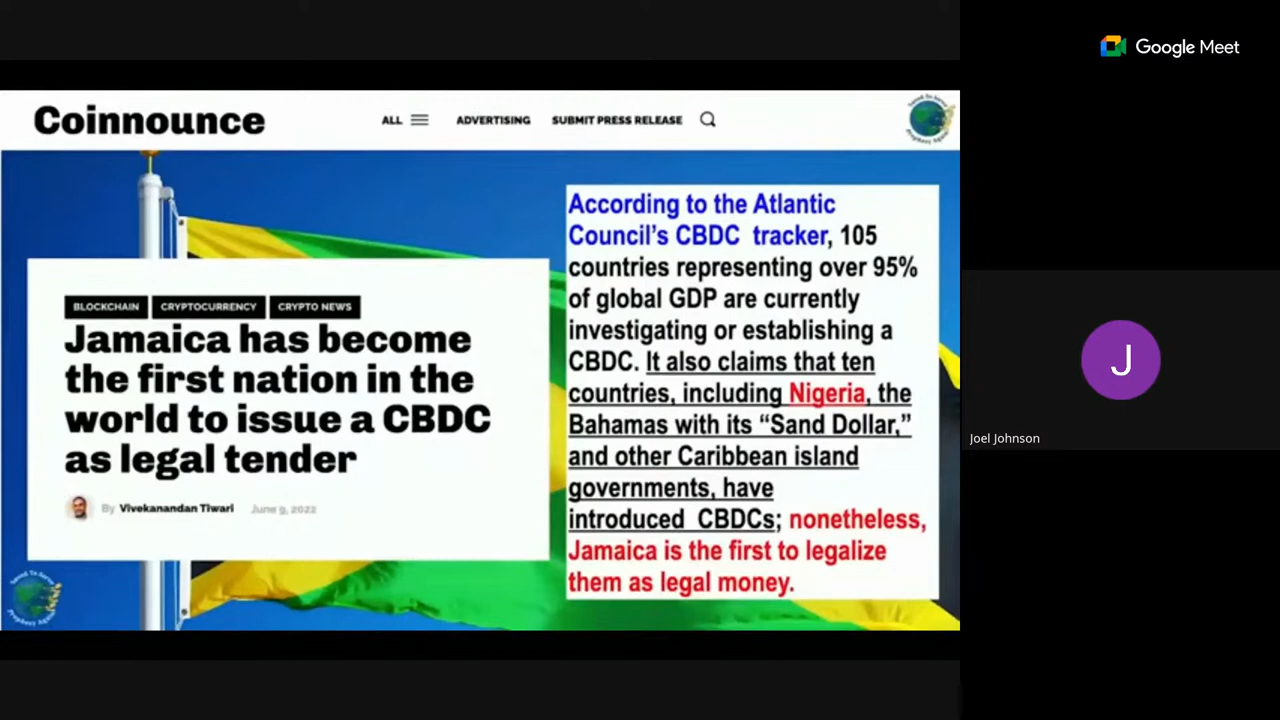 Google Meet
Coinnounce
ALL
ADVERTISING
SUBMIT PRESS RELEASE
BLOCKCHAIN
CRYPTOCURRENCY
CRYPTO NEWS
Jamaica has become
the first nation in the
world to issue a CBDC
as legal tender
By Vivekanandan Tiwari
June 9, 2022
According to the Atlantic
Council's CBDC tracker, 105
countries representing over 95%
of global GDP are currently
investigating or establishing a
CBDC. It also claims that ten
countries, including Nigeria, the
Bahamas with its “Sand Dollar,”
and other Caribbean island
governments, have
introduced CBDCs; nonetheless,
Jamaica is the first to legalize
them as legal money.
J
Joel Johnson